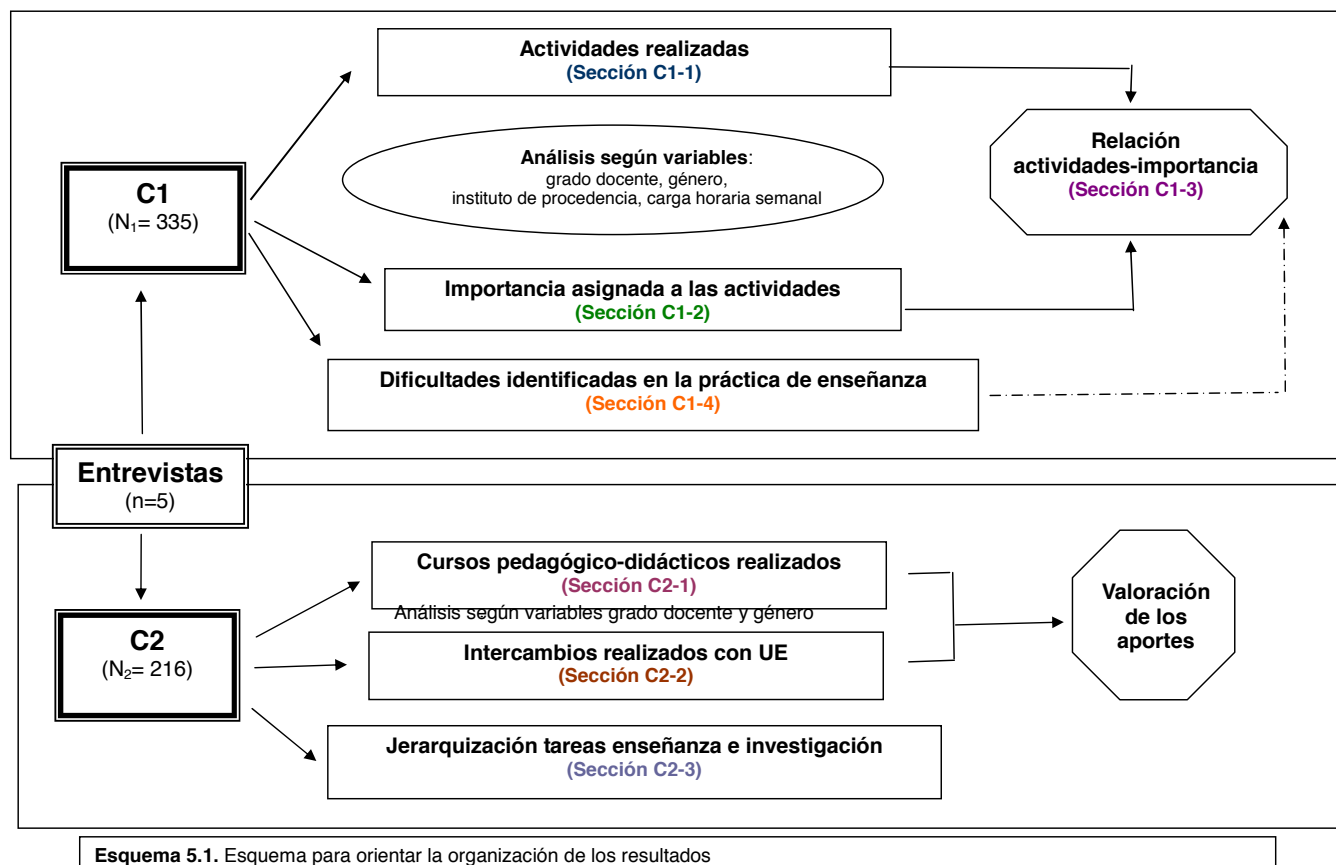 Actividades realizadas
(Sección C1-1)
Análisis según variables:
grado docente, género,
instituto de procedencia, carga horaria semanal
Relación
actividades-importancia
(Sección C1-3)
C1
(N₁= 335)
Importancia asignada a las actividades
(Sección C1-2)
Dificultades identificadas en la práctica de enseñanza
(Sección C1-4)
Entrevistas
(n=5)
Cursos pedagógico-didácticos realizados
(Sección C2-1)
Análisis según variables grado docente y género
Valoración
de los
aportes
C2
(N₂= 216)
Intercambios realizados con UE
(Sección C2-2)
Jerarquización tareas enseñanza e investigación
(Sección C2-3)
Esquema 5.1. Esquema para orientar la organización de los resultados